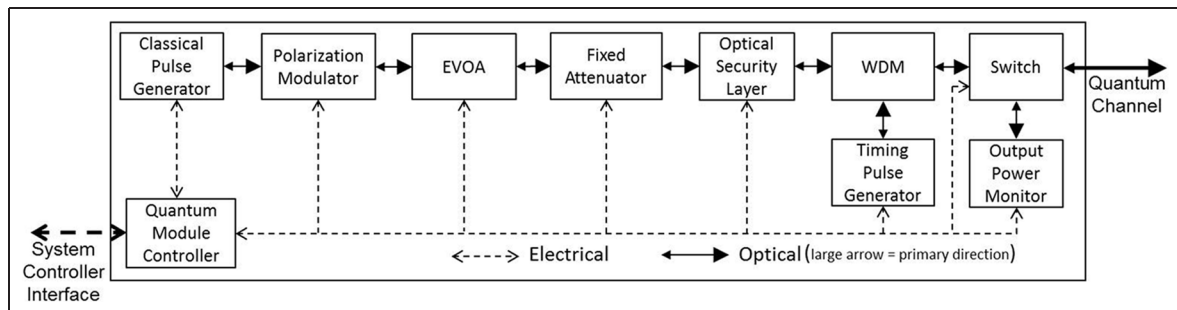 Classical
Pulse
Generator
Polarization
Modulator
EVOA
Fixed
Attenuator
Optical
Security
Layer
WDM
Switch
Quantum
Channel
Timing
Pulse
Generator
Output
Power
Monitor
Quantum
Module
Controller
System
Controller
Interface
Electrical
Optical (large arrow = primary direction)